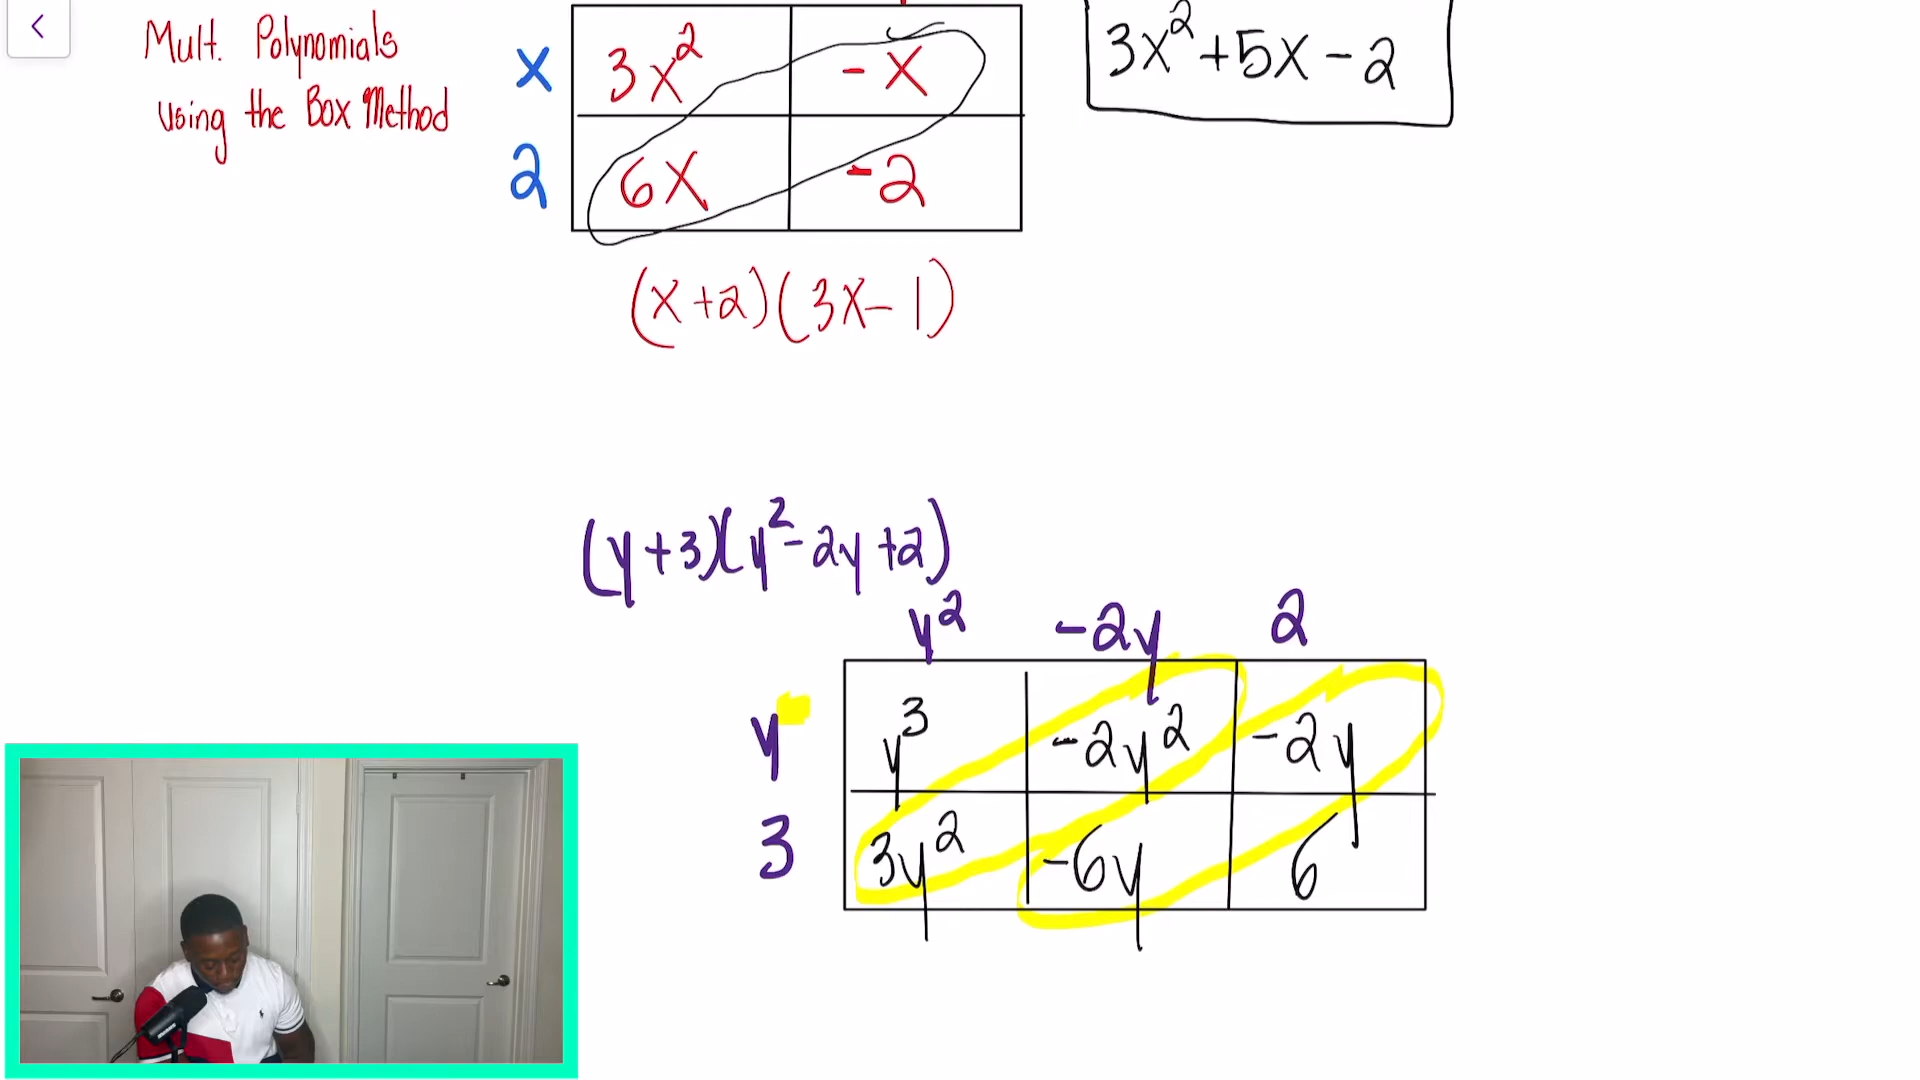 Mult. Polynomials
using the Box Method
x 3x² -x
2 6x -2
(x+2)(3x-1)
3x²+5x-2
(y+3)(y²-2y+2)
y² -2y 2
y y³ -2y² -2y
3 3y² -6y 6